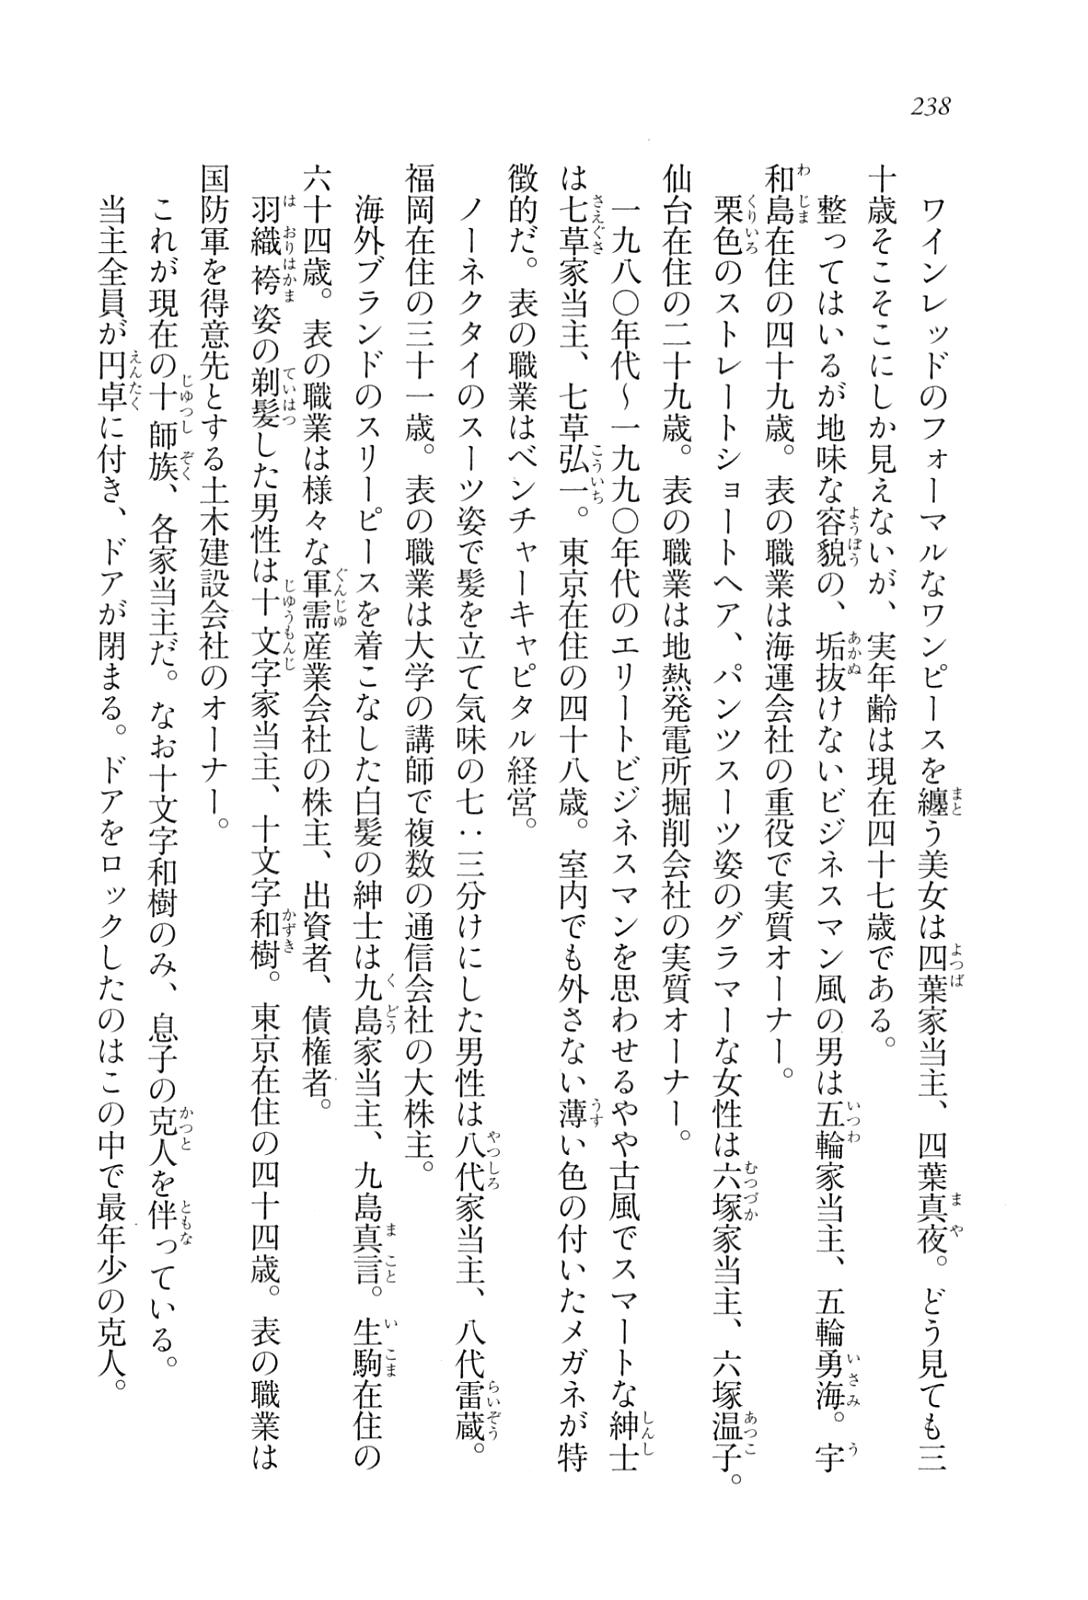 238
ワインレッドのフォーマルなワンピースを纏う美女は四葉家当主、四葉真夜。どう見ても三
十歳そこそこにしか見えないが、実年齢は現在四十七歳である。
整ってはいるが地味な容貌の、垢抜けないビジネスマン風の男は五輪家当主、五輪勇海。宇
和島在住の四十九歳。表の職業は海運会社の重役で実質オーナー。
栗色のストレートショートヘア、パンツスーツ姿のグラマーな女性は六塚家当主、六塚温子。
仙台在住の二十九歳。表の職業は地熱発電所掘削会社の実質オーナー。
一九八〇年代〜一九九〇年代のエリートビジネスマンを思わせるやや古風でスマートな紳士
は七草家当主、七草弘一。東京在住の四十八歳。室内でも外さない薄い色の付いたメガネが特
徴的だ。表の職業はベンチャーキャピタル経営。
ノーネクタイのスーツ姿で髪を立て気味の七：三分けにした男性は八代家当主、八代雷蔵。
福岡在住の三十一歳。表の職業は大学の講師で複数の通信会社の大株主。
海外ブランドのスリーピースを着こなした白髪の紳士は九島家当主、九島真言。生駒在住の
六十四歳。表の職業は様々な軍需産業会社の株主、出資者、債権者。
羽織袴姿の剃髪した男性は十文字家当主、十文字和樹。東京在住の四十四歳。表の職業は
国防軍を得意先とする土木建設会社のオーナー。
これが現在の十師族、各家当主だ。なお十文字和樹のみ、息子の克人を伴っている。
当主全員が円卓に付き、ドアが閉まる。ドアをロックしたのはこの中で最年少の克人。